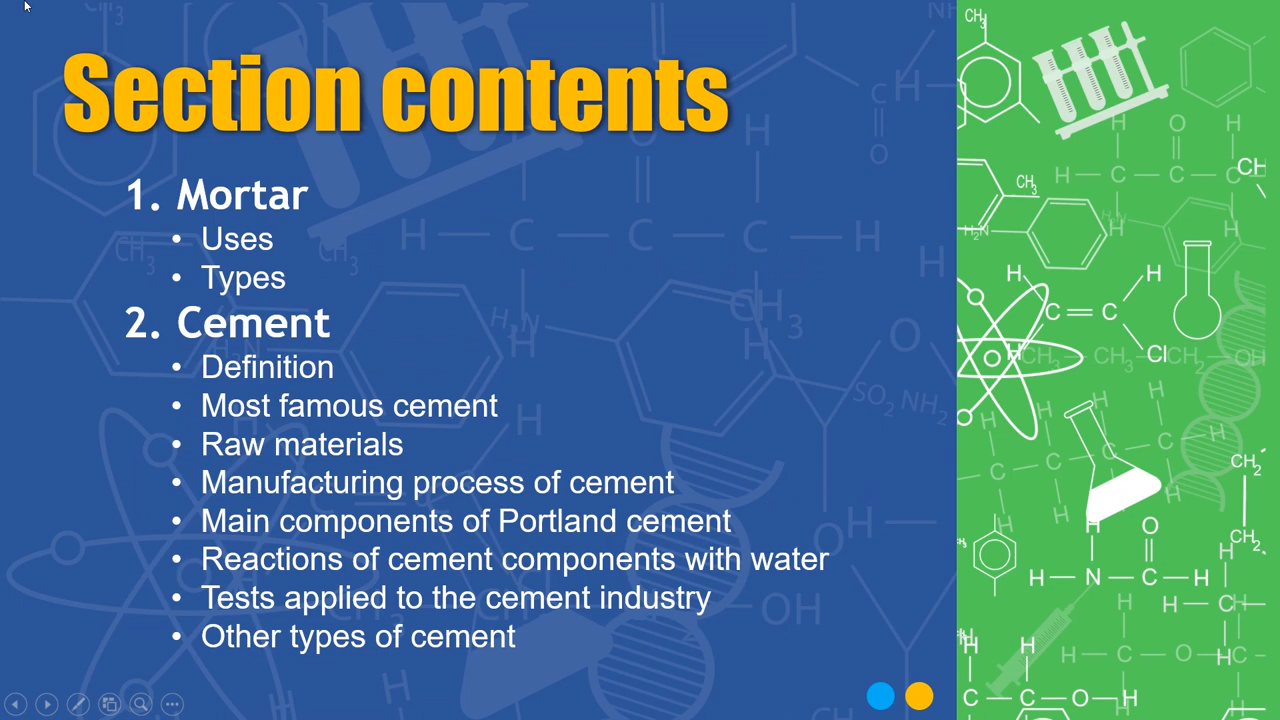 Section contents
1. Mortar
• Uses
• Types
2. Cement
• Definition
• Most famous cement
• Raw materials
• Manufacturing process of cement
• Main components of Portland cement
• Reactions of cement components with water
• Tests applied to the cement industry
• Other types of cement